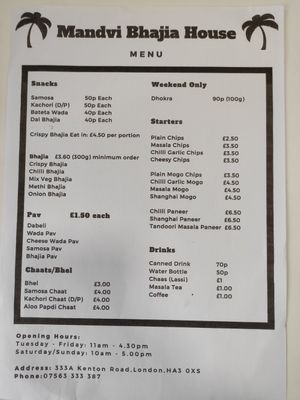 Mandvi Bhajia House
MENU
Snacks
Samosa 50p Each
Kachori (D/P) 50p Each
Bateta Wada 40p Each
Dal Bhajia 40p Each
Crispy Bhajia Eat in: £4.50 per portion
Bhajia £3.60 (300g) minimum order
Crispy Bhajia
Chilli Bhajia
Mix Veg Bhajia
Methi Bhajia
Onion Bhajia
Pav £1.50 each
Dabeli
Wada Pav
Cheese Wada Pav
Samosa Pav
Bhajia Pav
Chaats/Bhel
Bhel £3.00
Samosa Chaat £4.00
Kachori Chaat (D/P) £4.00
Aloo Papdi Chaat £4.00
Weekend Only
Dhokra 90p (100g)
Starters
Plain Chips £2.50
Masala Chips £3.50
Chilli Garlic Chips £3.50
Cheesy Chips £3.50
Plain Mogo Chips £3.50
Chilli Garlic Mogo £4.50
Masala Mogo £4.50
Shanghai Mogo £4.50
Chilli Paneer £6.50
Shanghai Paneer £6.50
Tandoori Masala Paneer £6.50
Drinks
Canned Drink 70p
Water Bottle 50p
Chaas (Lassi) £1
Masala Tea £1.00
Coffee £1.00
Opening Hours:
Tuesday - Friday: 11am - 4.30pm
Saturday/Sunday: 10am - 5.00pm
Address: 333A Kenton Road,London,HA3 0XS
Phone:07563 333 387